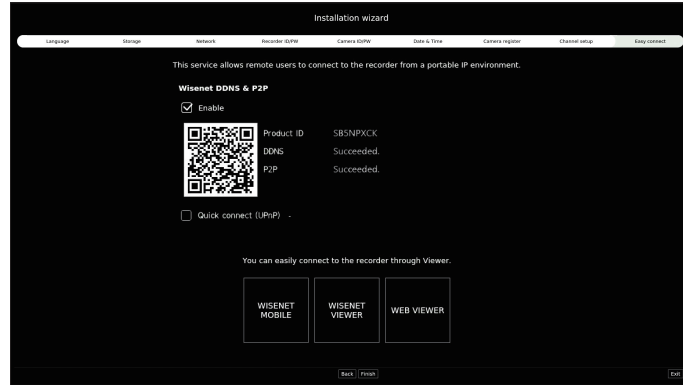 Installation wizard
Language Storage Network Recorder ID/PW Camera ID/PW Date & Time Camera register Channel setup Easy connect
This service allows remote users to connect to the recorder from a portable IP environment.
Wisenet DDNS & P2P
Enable
Product ID SB5NPXCK
DDNS Succeeded.
P2P Succeeded.
Quick connect (UPnP) -
You can easily connect to the recorder through Viewer.
WISENET MOBILE
WISENET VIEWER
WEB VIEWER
Back Finish Exit